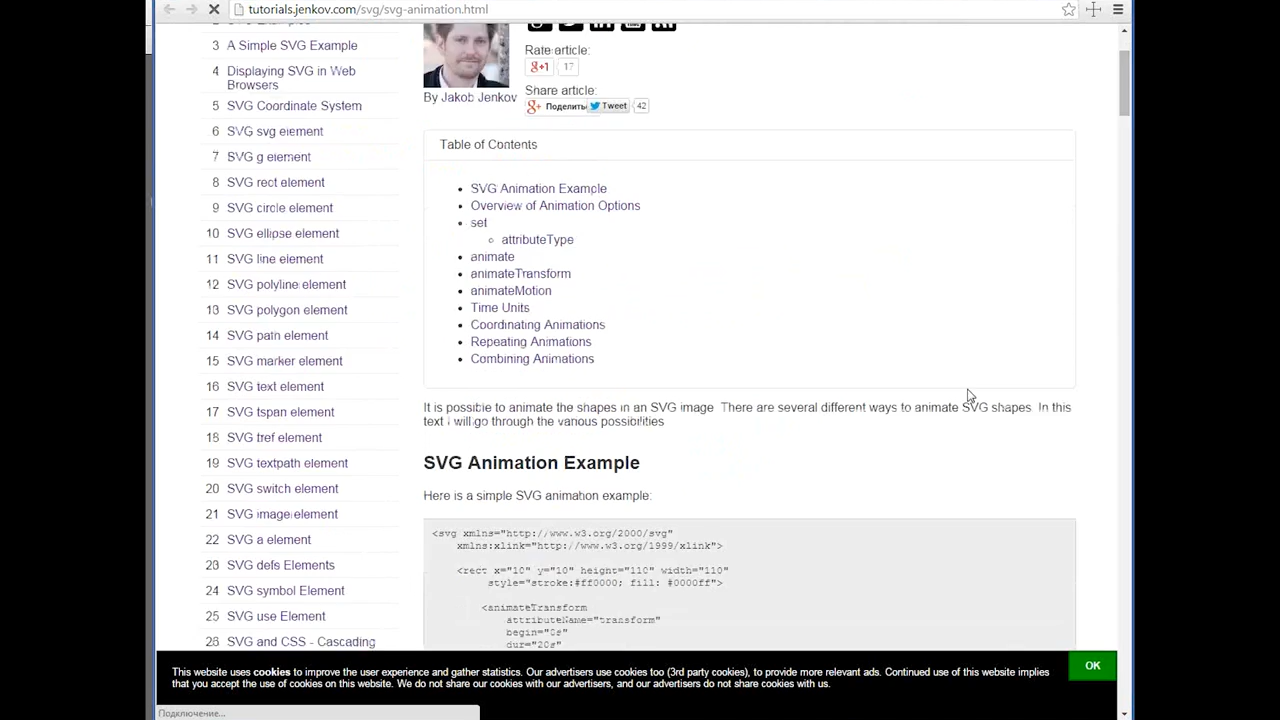 tutorials.jenkov.com/svg/svg-animation.html
3 A Simple SVG Example
4 Displaying SVG in Web
Browsers
5 SVG Coordinate System
6 SVG svg element
7 SVG g element
8 SVG rect element
9 SVG circle element
10 SVG ellipse element
11 SVG line element
12 SVG polyline element
13 SVG polygon element
14 SVG path element
15 SVG marker element
16 SVG text element
17 SVG tspan element
18 SVG tref element
19 SVG textpath element
20 SVG switch element
21 SVG image element
22 SVG a element
23 SVG defs Elements
24 SVG symbol Element
25 SVG use Element
26 SVG and CSS - Cascading
By Jakob Jenkov
Rate article:
g+1 17
Share article:
g+ Поделиться Tweet 42
Table of Contents
• SVG Animation Example
• Overview of Animation Options
• set
◦ attributeType
• animate
• animateTransform
• animateMotion
• Time Units
• Coordinating Animations
• Repeating Animations
• Combining Animations
It is possible to animate the shapes in an SVG image. There are several different ways to animate SVG shapes. In this
text I will go through the various possibilities
SVG Animation Example
Here is a simple SVG animation example:
<svg xmlns="http://www.w3.org/2000/svg"
xmlns:xlink="http://www.w3.org/1999/xlink">
<rect x="10" y="10" height="110" width="110"
style="stroke:#ff0000; fill: #0000ff">
<animateTransform
attributeName="transform"
begin="0s"
dur="20s"
This website uses cookies to improve the user experience and gather statistics. Our advertisers use cookies too (3rd party cookies), to provide more relevant ads. Continued use of this website implies
that you accept the use of cookies on this website. We do not share our cookies with our advertisers, and our advertisers do not share cookies with us.
OK
Подключение...